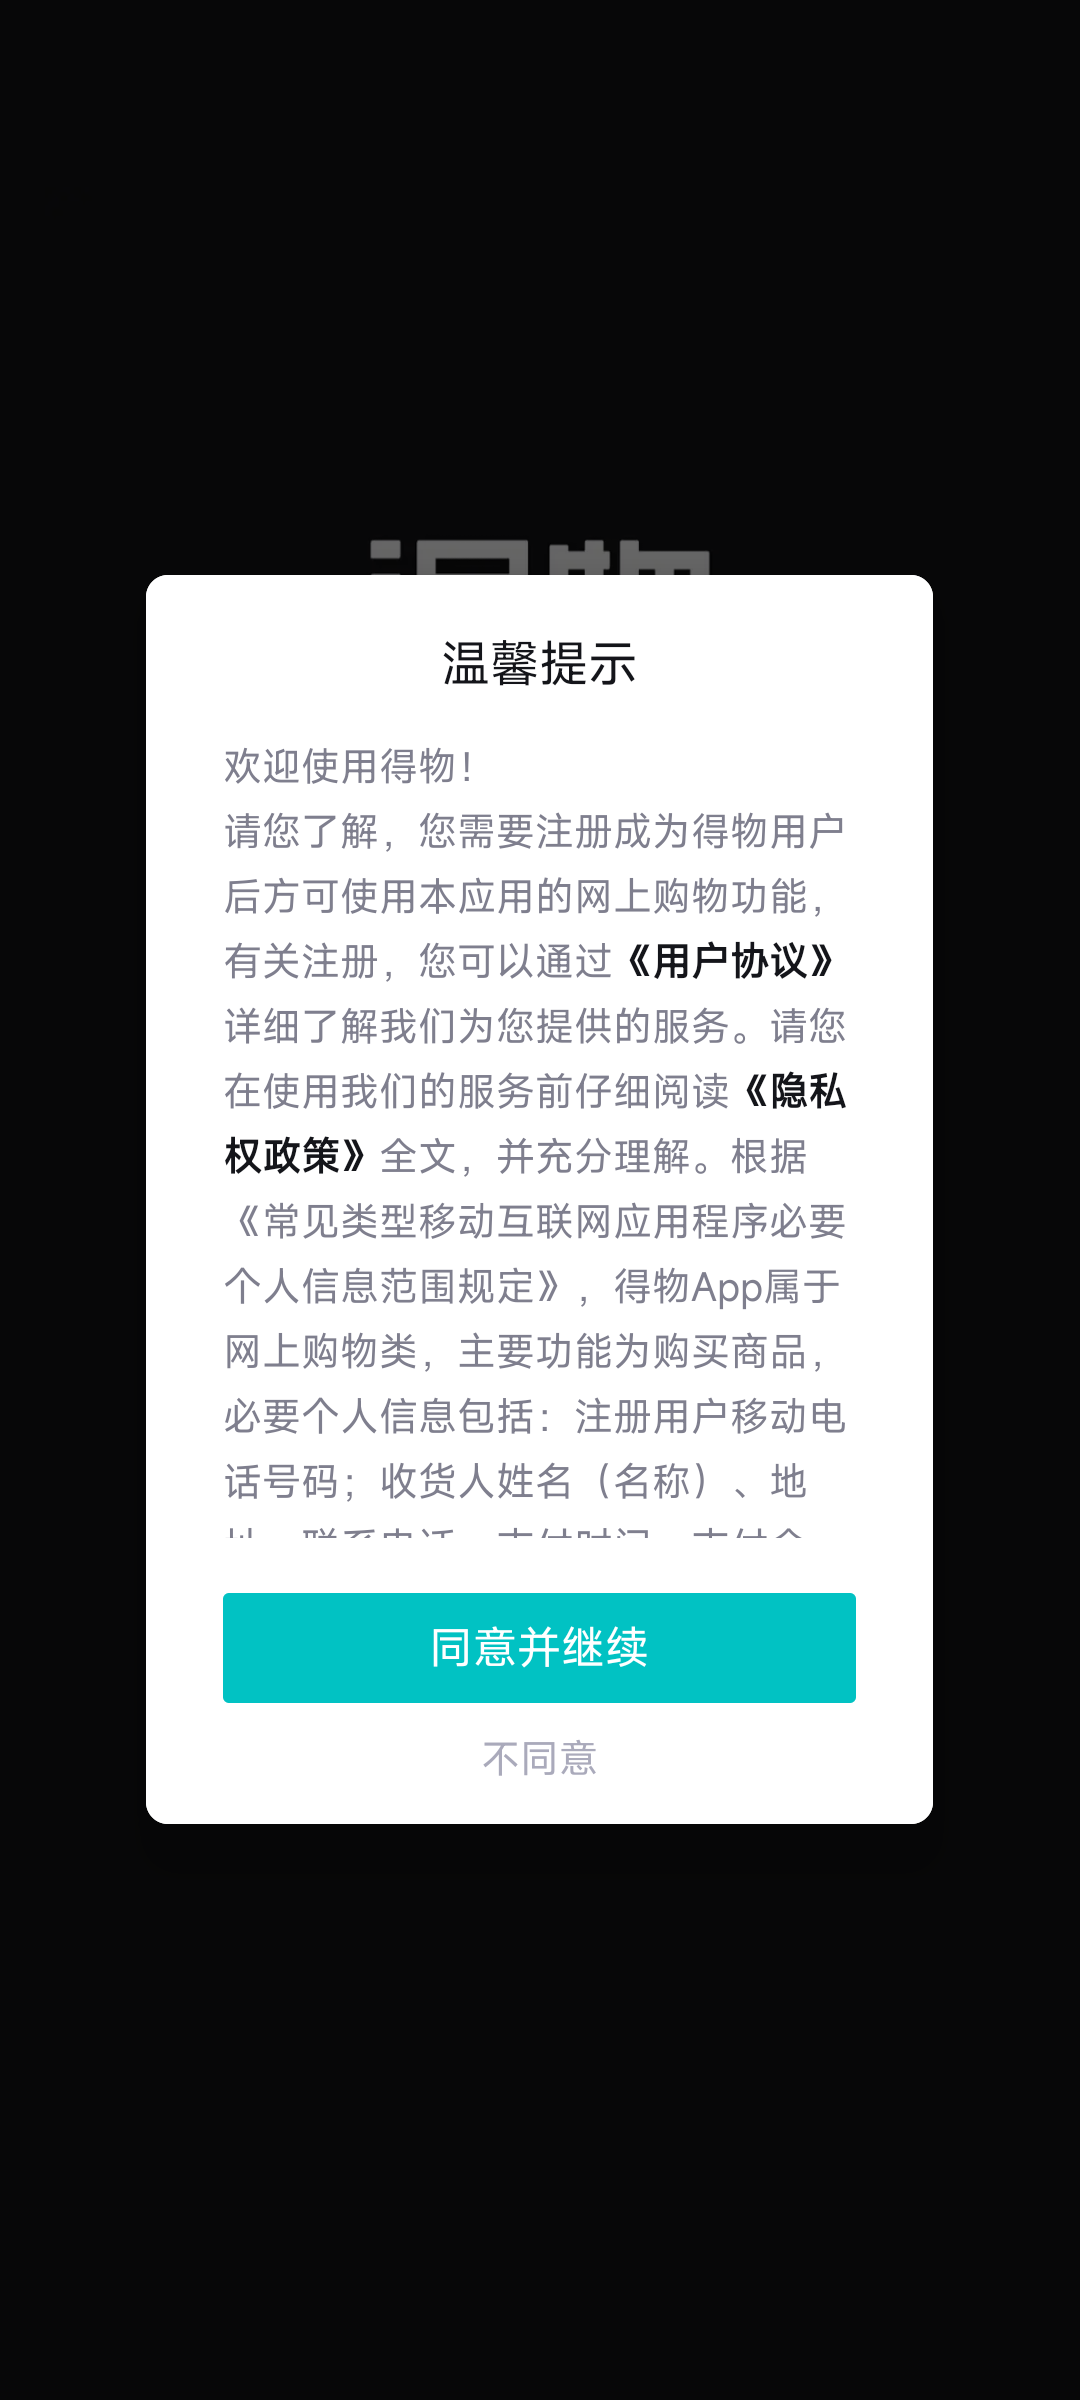 温馨提示
欢迎使用得物！
请您了解，您需要注册成为得物用户
后方可使用本应用的网上购物功能，
有关注册，您可以通过《用户协议》
详细了解我们为您提供的服务。请您
在使用我们的服务前仔细阅读《隐私
权政策》全文，并充分理解。根据
《常见类型移动互联网应用程序必要
个人信息范围规定》，得物App属于
网上购物类，主要功能为购买商品，
必要个人信息包括：注册用户移动电
话号码；收货人姓名（名称）、地
同意并继续
不同意